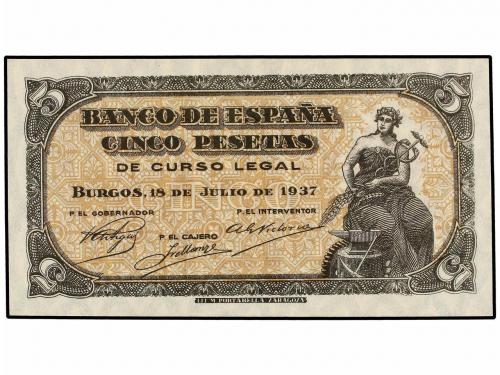 5 5
BANCO DE ESPAÑA
CINCO PESETAS
DE CURSO LEGAL
BURGOS, 18 DE JULIO DE 1937
P. EL GOBERNADOR P. EL INTERVENTOR
P. EL CAJERO
5 5
LIT. M. PORTABELLA ZARAGOZA